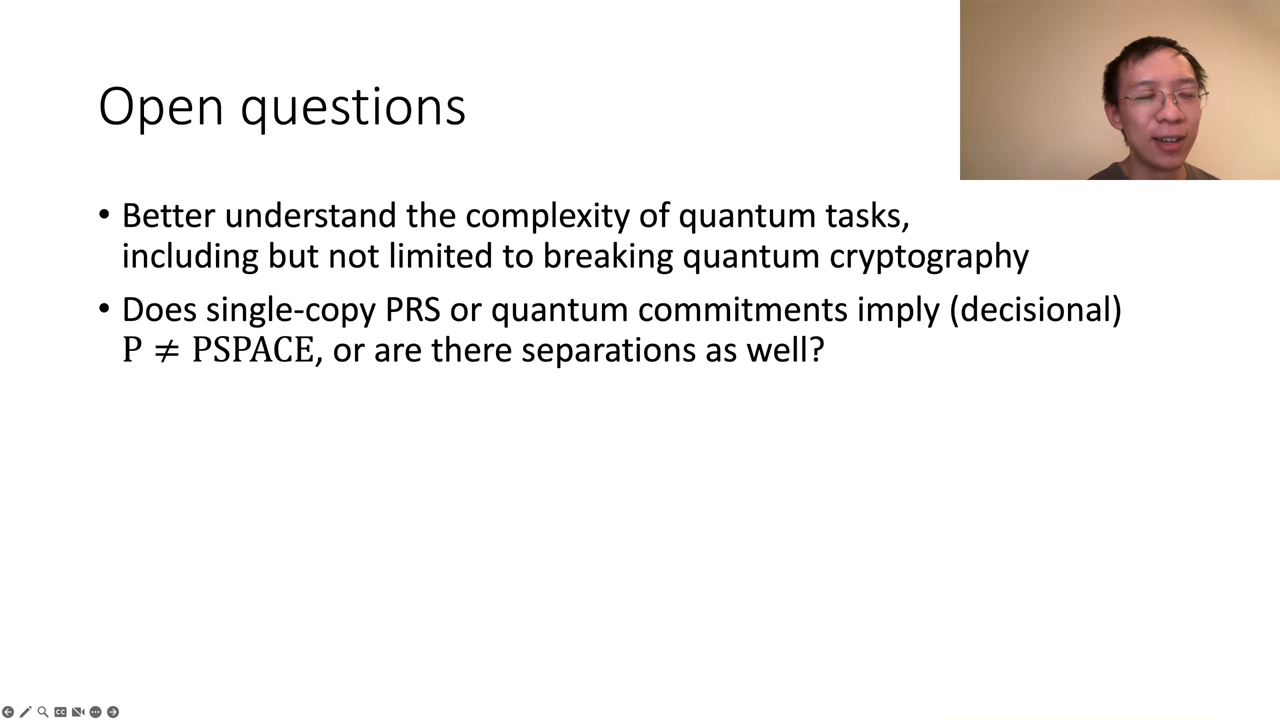 Open questions
• Better understand the complexity of quantum tasks,
including but not limited to breaking quantum cryptography
• Does single-copy PRS or quantum commitments imply (decisional)
P ≠ PSPACE, or are there separations as well?